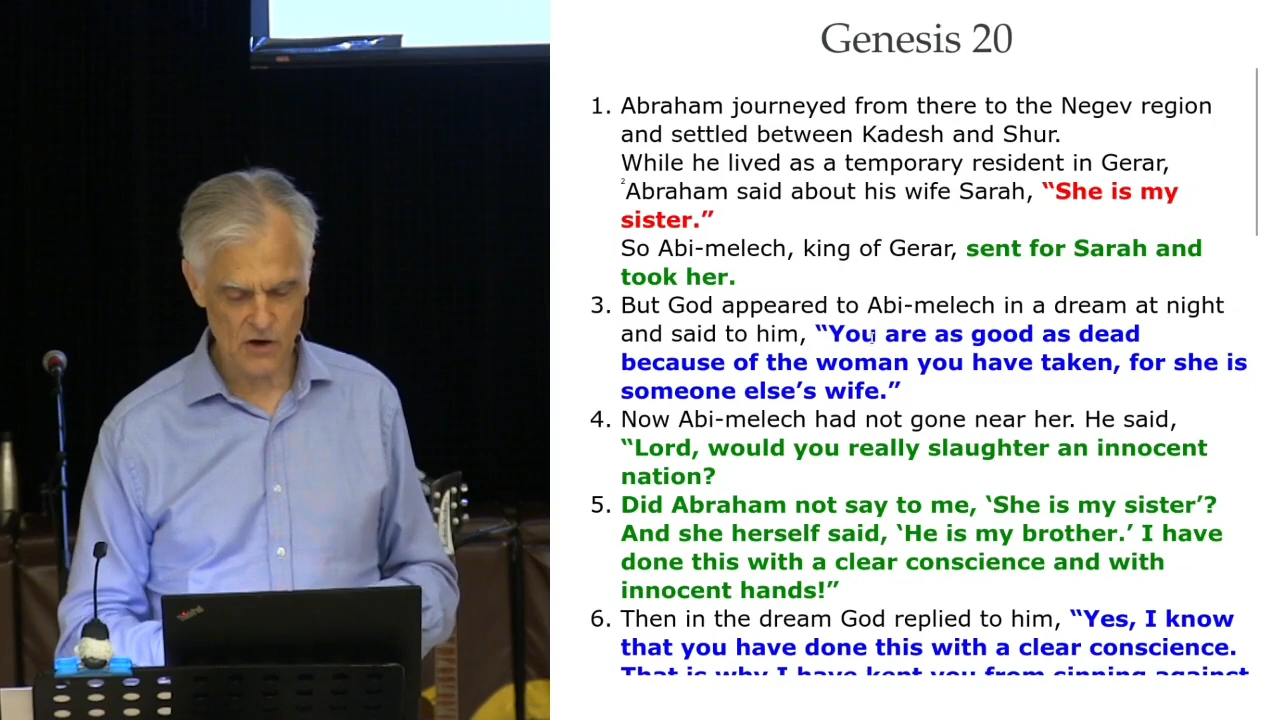 Genesis 20
1. Abraham journeyed from there to the Negev region
and settled between Kadesh and Shur.
While he lived as a temporary resident in Gerar,
2Abraham said about his wife Sarah, “She is my
sister.”
So Abi-melech, king of Gerar, sent for Sarah and
took her.
3. But God appeared to Abi-melech in a dream at night
and said to him, “You are as good as dead
because of the woman you have taken, for she is
someone else’s wife.”
4. Now Abi-melech had not gone near her. He said,
“Lord, would you really slaughter an innocent
nation?
5. Did Abraham not say to me, ‘She is my sister’?
And she herself said, ‘He is my brother.’ I have
done this with a clear conscience and with
innocent hands!”
6. Then in the dream God replied to him, “Yes, I know
that you have done this with a clear conscience.
That is why I have kept you from sinning against